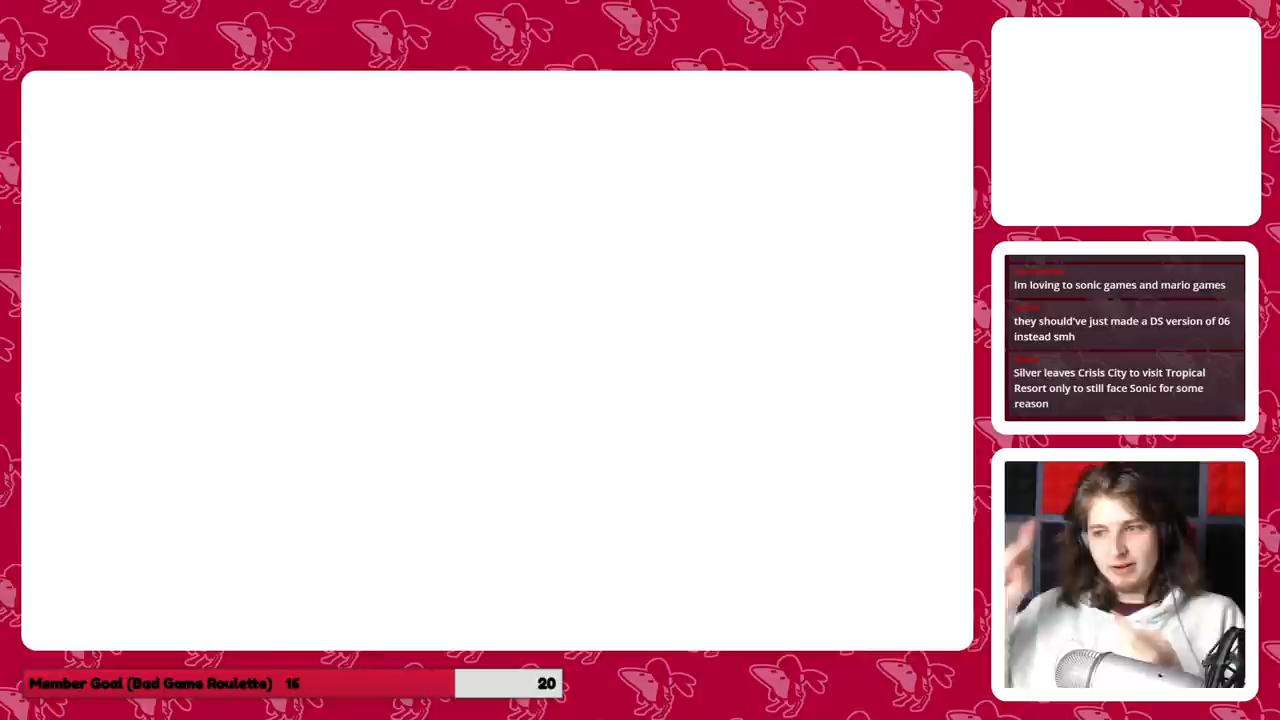 Im loving to sonic games and mario games
they should've just made a DS version of 06
instead smh
Silver leaves Crisis City to visit Tropical
Resort only to still face Sonic for some
reason
Member Goal (Bad Game Roulette) 16
20